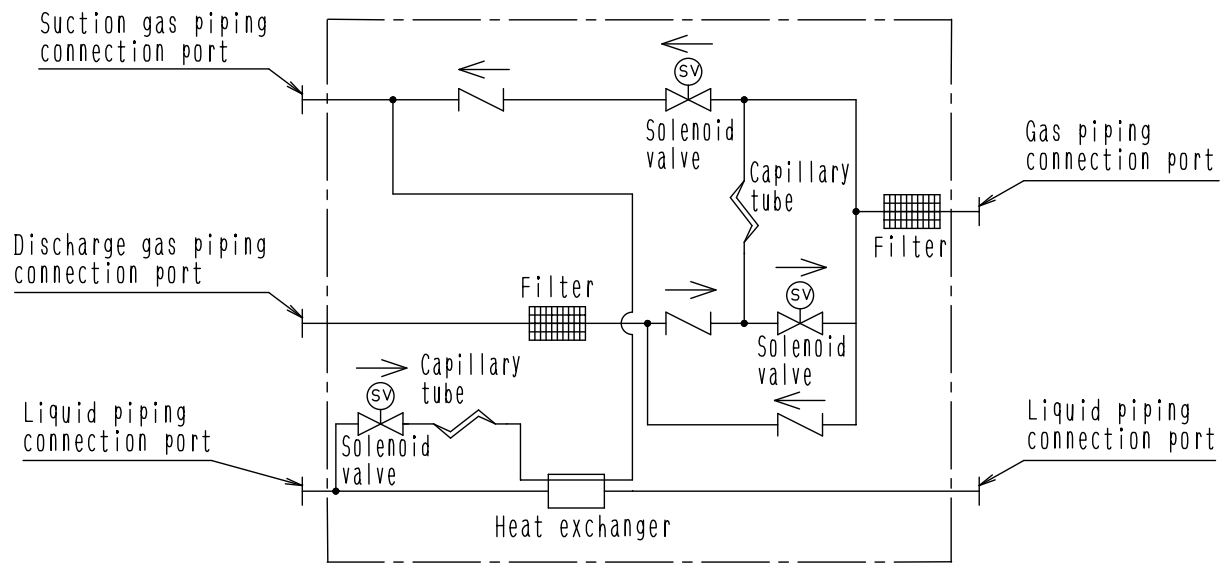 Suction gas piping
connection port
SV
Solenoid
valve
Gas piping
connection port
Capillary
tube
Filter
Discharge gas piping
connection port
Filter
SV
Solenoid
valve
Capillary
tube
SV
Solenoid
valve
Liquid piping
connection port
Liquid piping
connection port
Heat exchanger